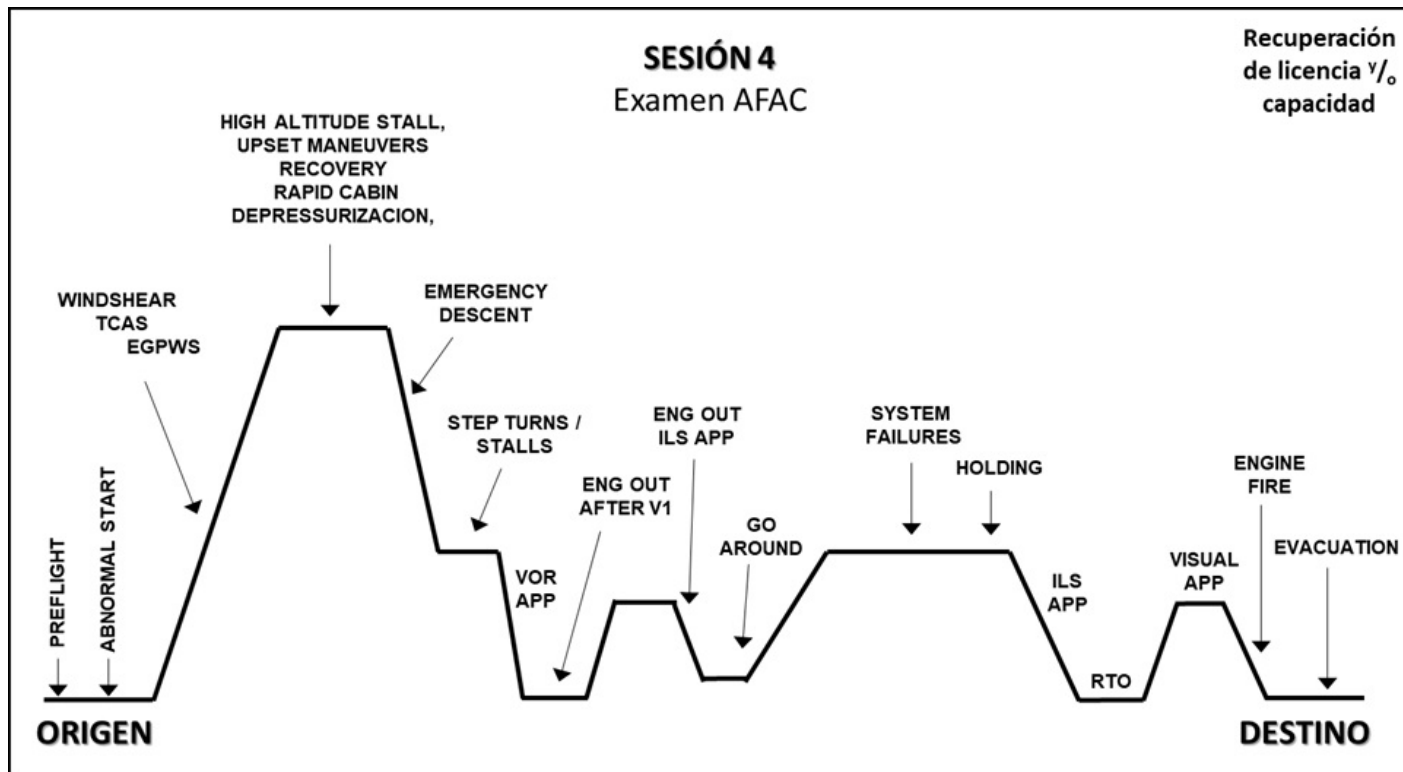 SESIÓN 4
Examen AFAC
Recuperación
de licencia y/o
capacidad
HIGH ALTITUDE STALL,
UPSET MANEUVERS
RECOVERY
RAPID CABIN
DEPRESSURIZACION,
WINDSHEAR
TCAS
EGPWS
EMERGENCY
DESCENT
STEP TURNS /
STALLS
ENG OUT
AFTER V1
ENG OUT
ILS APP
GO
AROUND
SYSTEM
FAILURES
HOLDING
ENGINE
FIRE
EVACUATION
PREFLIGHT
ABNORMAL START
VOR
APP
ILS
APP
VISUAL
APP
RTO
ORIGEN
DESTINO